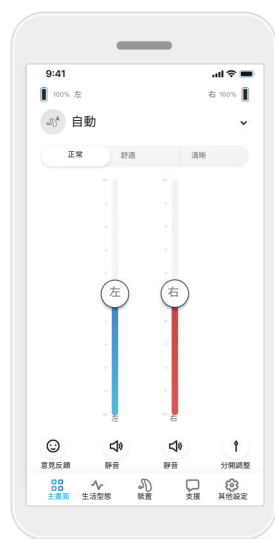 9:41
100% 左 右 100%
自動
正常 舒適 清晰
左 右
左 右
意見反饋 靜音 靜音 分開調整
主畫面 生活型態 裝置 支援 其他設定